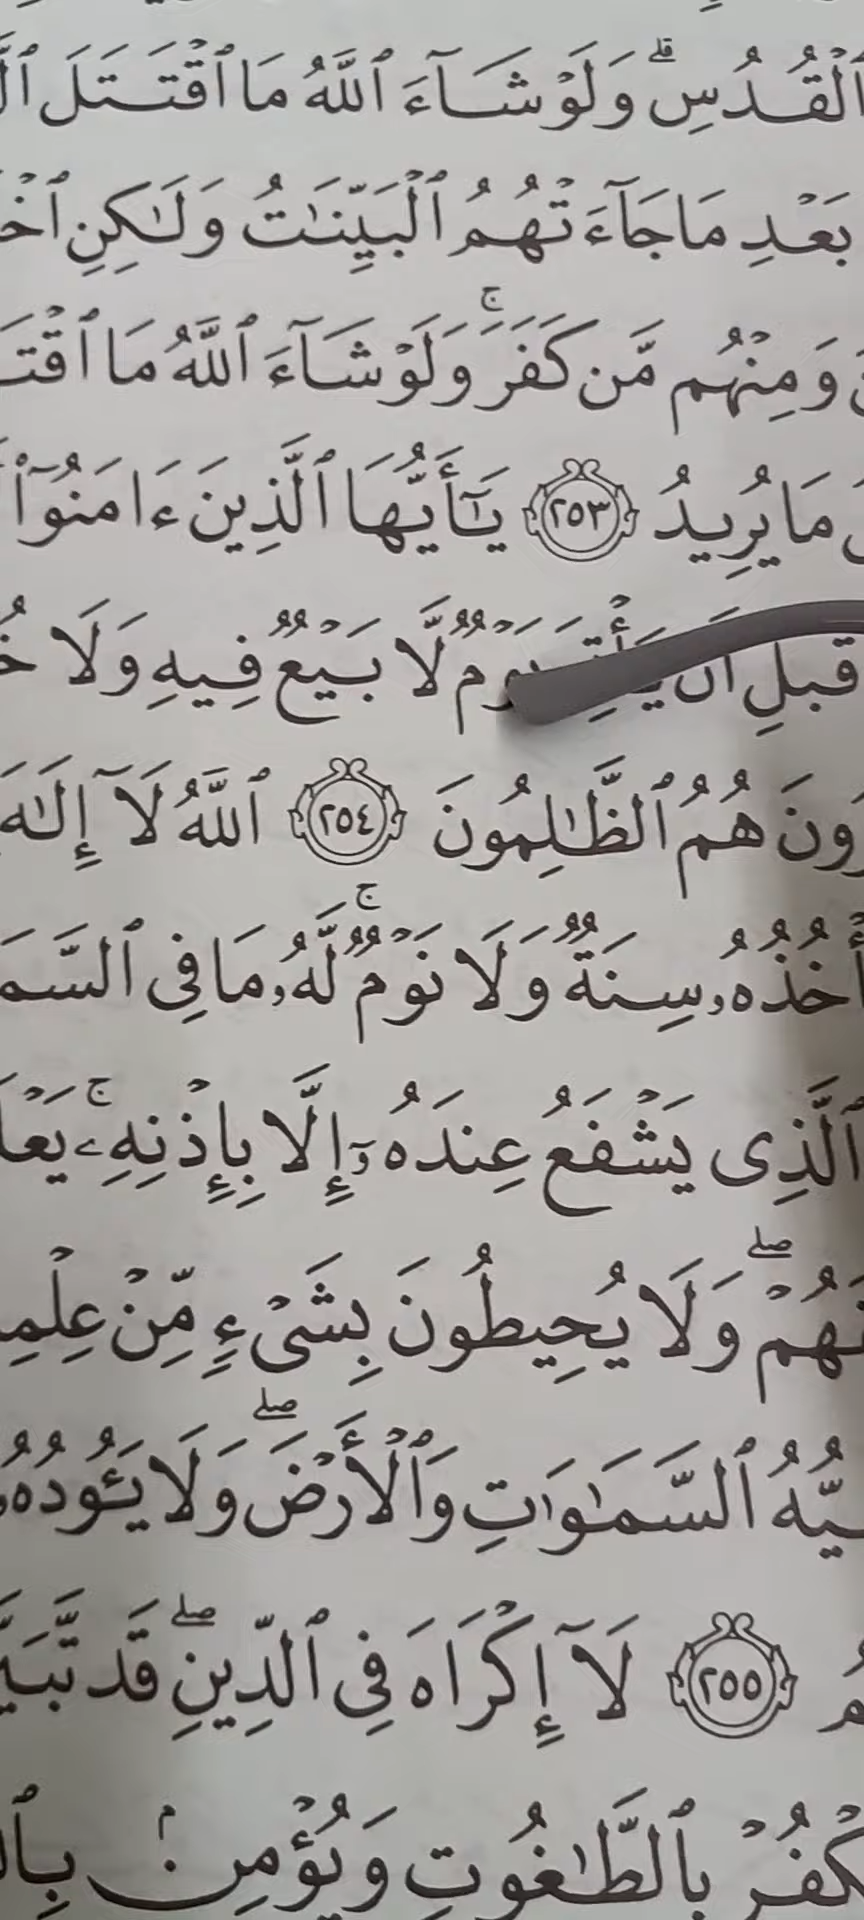 ٱلْقُدُسِ ۗ وَلَوْ شَآءَ ٱللَّهُ مَا ٱقْتَتَلَ
بَعْدِ مَا جَآءَتْهُمُ ٱلْبَيِّنَٰتُ وَلَٰكِنِ
وَمِنْهُم مَّن كَفَرَ ۚ وَلَوْ شَآءَ ٱللَّهُ مَا
مَا يُرِيدُ ٢٥٣ يَٰٓأَيُّهَا ٱلَّذِينَ ءَامَنُوٓا۟
قَبْلِ أَن لَّا بَيْعٌ فِيهِ وَلَا
هُمُ ٱلظَّٰلِمُونَ ٢٥٤ ٱللَّهُ لَآ إِلَٰهَ
سِنَةٌ وَلَا نَوْمٌ ۚ لَّهُۥ مَا فِى
ٱلَّذِى يَشْفَعُ عِندَهُۥٓ إِلَّا بِإِذْنِهِۦ ۚ
ۖ وَلَا يُحِيطُونَ بِشَىْءٍ مِّنْ
ٱلسَّمَٰوَٰتِ وَٱلْأَرْضَ ۖ وَلَا يَـُٔودُهُۥ
٢٥٥ لَآ إِكْرَاهَ فِى ٱلدِّينِ ۖ قَد
بِٱلطَّٰغُوتِ وَيُؤْمِنۢ